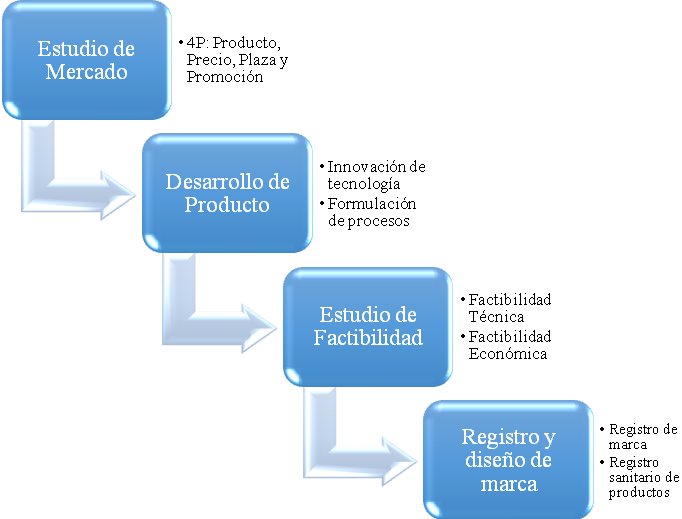 Estudio de
Mercado
• 4P: Producto,
Precio, Plaza y
Promoción
Desarrollo de
Producto
• Innovación de
tecnología
• Formulación
de procesos
Estudio de
Factibilidad
• Factibilidad
Técnica
• Factibilidad
Económica
Registro y
diseño de
marca
• Registro de
marca
• Registro
sanitario de
productos